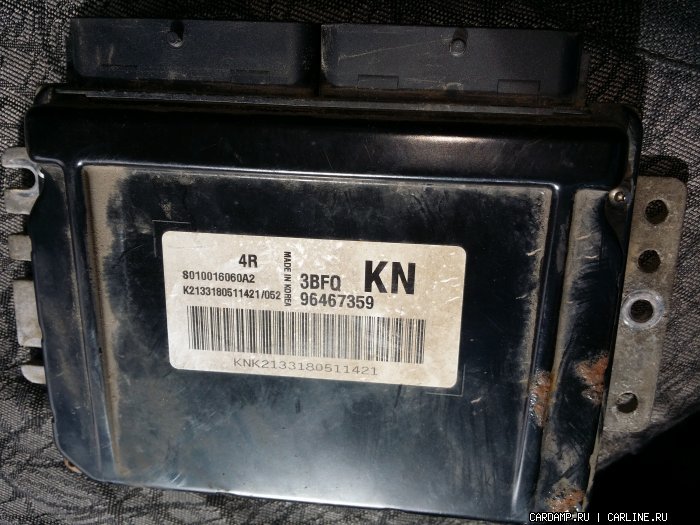 4R
S010016060A2
K2133180511421/052
MADE IN KOREA
3BFQ
KN
96467359
KNK2133180511421
CARDAMP.RU | CARLINE.RU